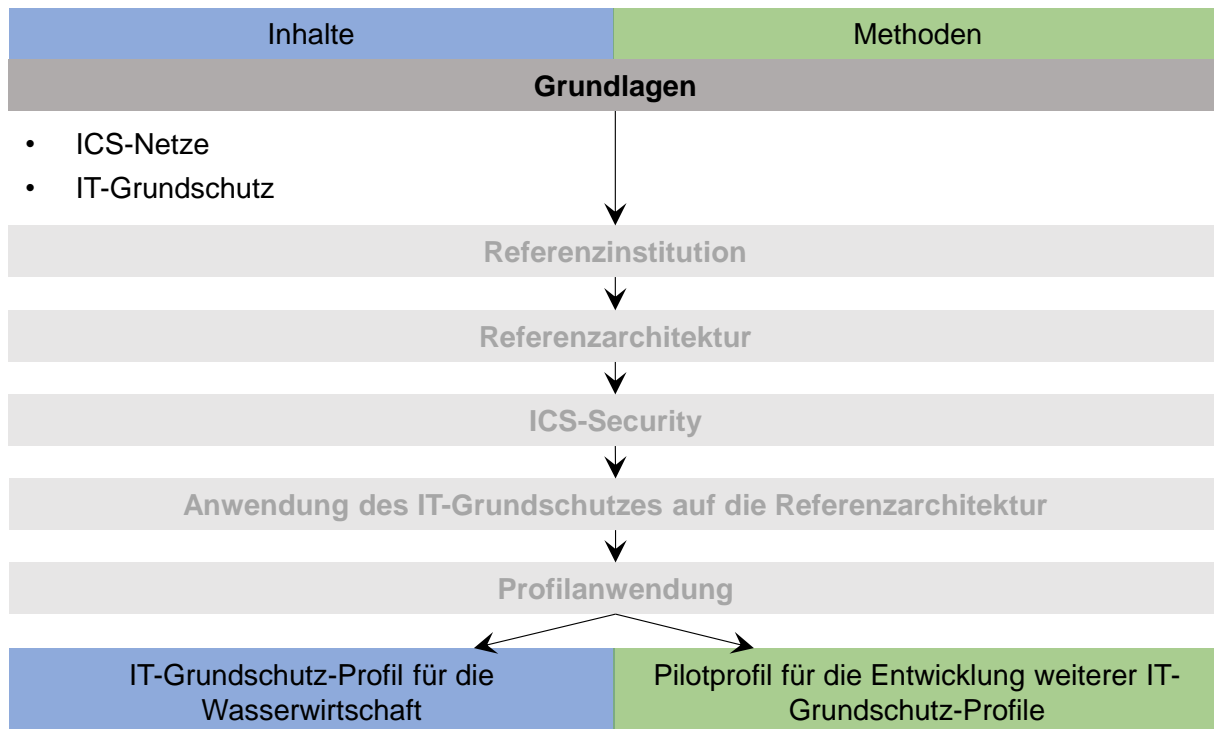 Inhalte
Methoden
Grundlagen
• ICS-Netze
• IT-Grundschutz
Referenzinstitution
Referenzarchitektur
ICS-Security
Anwendung des IT-Grundschutzes auf die Referenzarchitektur
Profilanwendung
IT-Grundschutz-Profil für die
Wasserwirtschaft
Pilotprofil für die Entwicklung weiterer IT-
Grundschutz-Profile